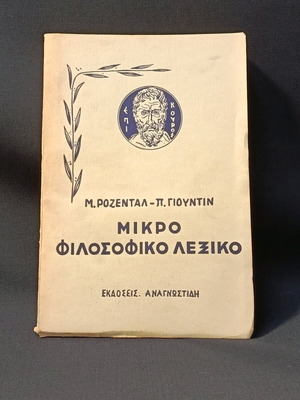 ΕΠΙ ΚΟΥΡΟΣ
Μ. ΡΟΖΕΝΤΑΛ - Π. ΓΙΟΥΝΤΙΝ
ΜΙΚΡΟ
ΦΙΛΟΣΟΦΙΚΟ ΛΕΞΙΚΟ
ΕΚΔΟΣΕΙΣ. ΑΝΑΓΝΩΣΤΙΔΗ